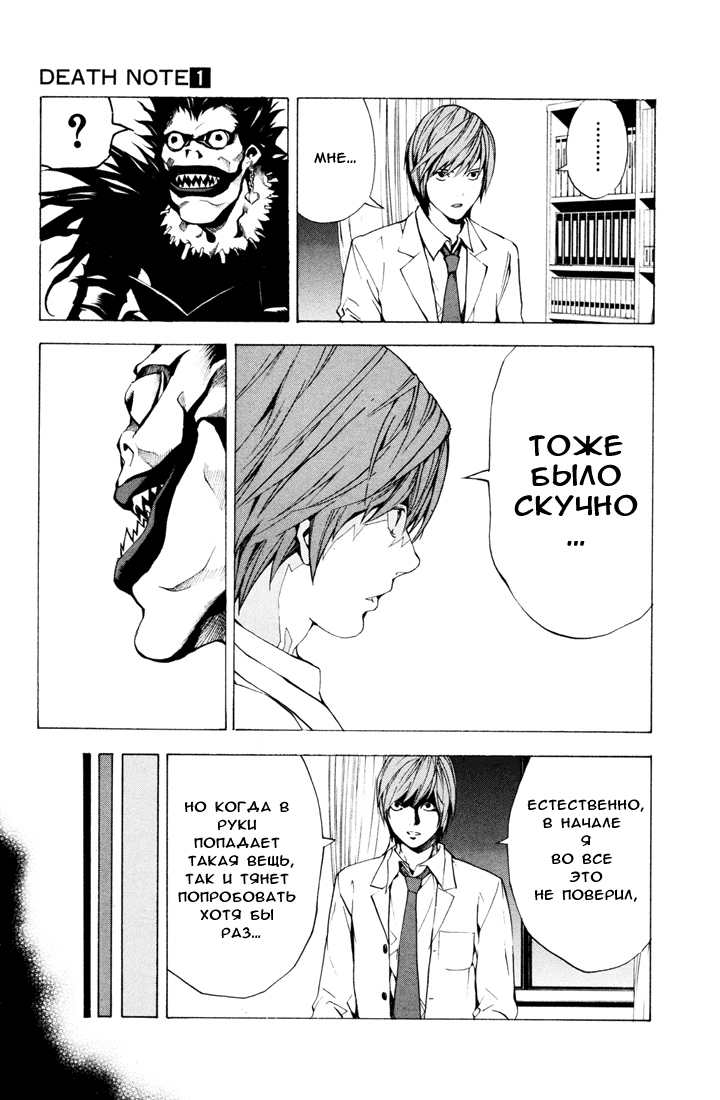 DEATH NOTE 1
.........
МНЕ...
?
ТОЖЕ
БЫЛО
СКУЧНО
...
ЕСТЕСТВЕННО,
В НАЧАЛЕ
Я
ВО ВСЕ
ЭТО
НЕ ПОВЕРИЛ,
НО КОГДА В
РУКИ
ПОПАДАЕТ
ТАКАЯ ВЕЩЬ,
ТАК И ТЯНЕТ
ПОПРОБОВАТЬ
ХОТЯ БЫ
РАЗ...